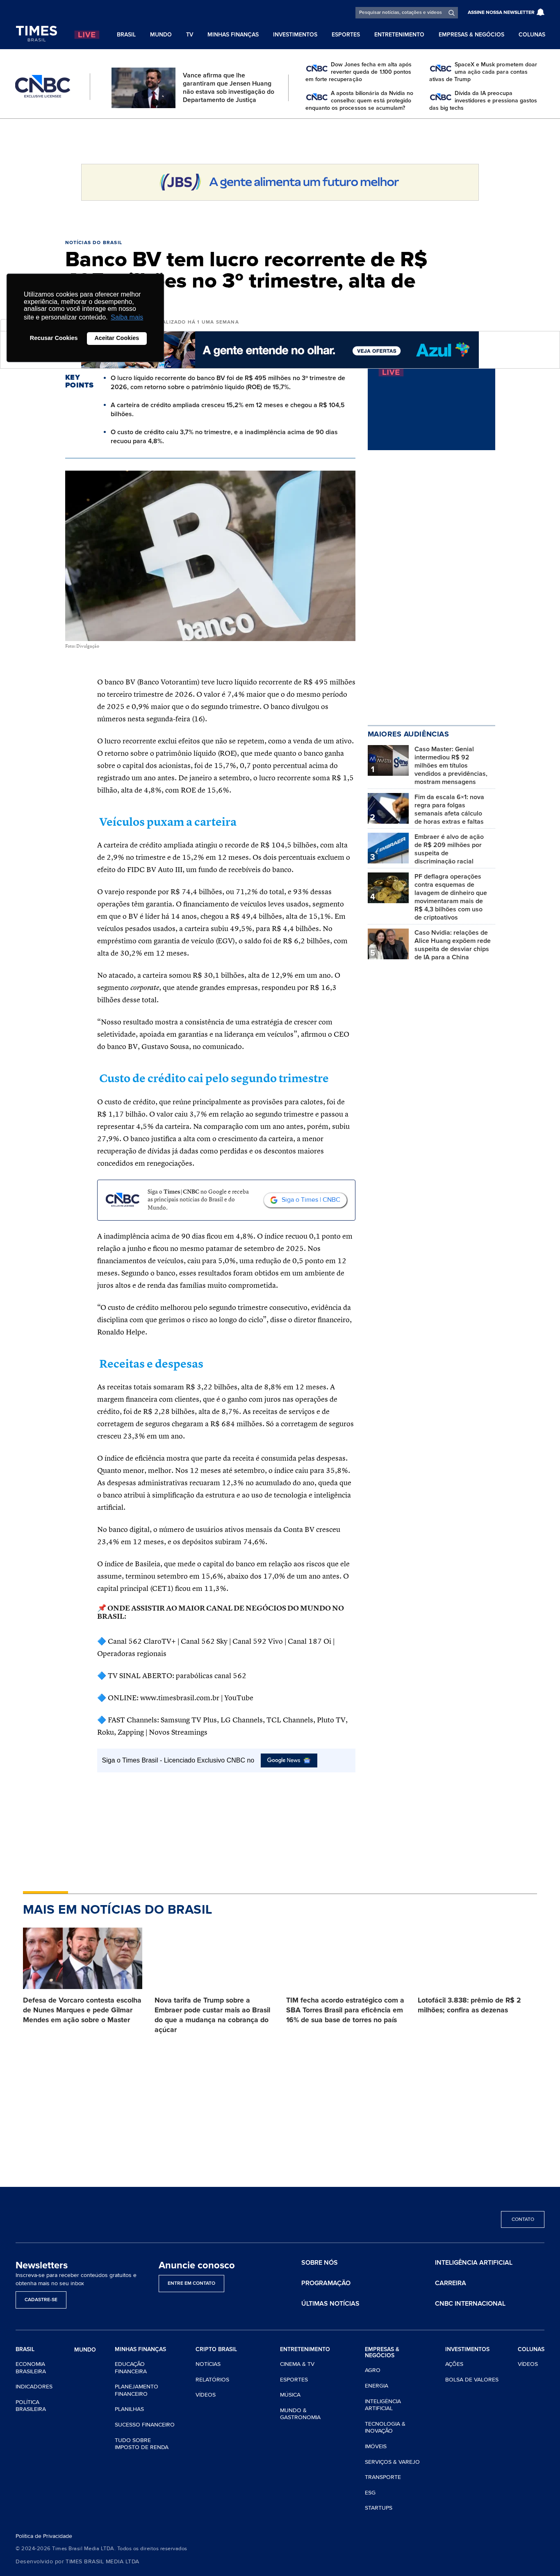 Pesquisar notícias, cotações e vídeos
ASSINE NOSSA NEWSLETTER
TIMES
BRASIL
LIVE
BRASIL
MUNDO
TV
MINHAS FINANÇAS
INVESTIMENTOS
ESPORTES
ENTRETENIMENTO
EMPRESAS & NEGÓCIOS
COLUNAS
CNBC
EXCLUSIVE LICENSEE
Vance afirma que ele
garantiram que Jensen Huang
não estava sob investigação do
Departamento de Justiça
CNBC Dow Jones fecha em alta após
reverter queda de 1.100 pontos
em forte recuperação
CNBC A aposta bilionária da Nvidia no
conselho: quem está protegido
enquanto os processos se acumulam?
CNBC SpaceX e Musk prometem doar
uma ação cada para contas
ativas de Trump
CNBC Dívida da IA preocupa
investidores e pressiona gastos
das big techs
(JBS) A gente alimenta um futuro melhor
NOTÍCIAS DO BRASIL
Banco BV tem lucro recorrente de R$
no 3º trimestre, alta de
HÁ 1 UMA SEMANA
Utilizamos cookies para oferecer melhor
experiência, melhorar o desempenho,
analisar como você interage em nosso
site e personalizar conteúdo. Saiba mais
Recusar Cookies
Aceitar Cookies
A gente entende no olhar.
VEJA OFERTAS
Azul
LIVE
KEY
POINTS
O lucro líquido recorrente do banco BV foi de R$ 495 milhões no 3º trimestre de
2026, com retorno sobre o patrimônio líquido (ROE) de 15,7%.
A carteira de crédito ampliada cresceu 15,2% em 12 meses e chegou a R$ 104,5
bilhões.
O custo do crédito caiu 3,7% no trimestre, e a inadimplência acima de 90 dias
recuou para 4,8%.
banco
Foto: Divulgação
O banco BV (Banco Votorantim) teve lucro líquido recorrente de R$ 495 milhões
no terceiro trimestre de 2026. O valor é 7,4% maior que o do mesmo período
de 2025 e 0,9% maior que o do segundo trimestre. O banco divulgou os
números nesta segunda-feira (16).
O lucro recorrente exclui efeitos que não se repetem, como a venda de um ativo.
O retorno sobre o patrimônio líquido (ROE), que mede quanto o banco ganha
sobre o capital dos acionistas, foi de 15,7%, 0,7 ponto percentual acima do
registrado um ano antes. De janeiro a setembro, o lucro recorrente soma R$ 1,5
bilhão, alta de 4,8%, com ROE de 15,6%.
Veículos puxam a carteira
A carteira de crédito ampliada atingiu o recorde de R$ 104,5 bilhões, com alta
de 2,9% no trimestre e de 15,2% em 12 meses. Os dois percentuais excluem o
efeito do FIDC BV Auto III, um fundo de recebíveis do banco.
O varejo responde por R$ 74,4 bilhões, ou 71,2% do total, e 93% dessas
operações têm garantia. O financiamento de veículos leves usados, segmento
em que o BV é líder há 14 anos, chegou a R$ 49,4 bilhões, alta de 15,1%. Em
veículos pesados usados, a carteira subiu 49,5%, para R$ 4,4 bilhões. No
empréstimo com garantia de veículo (EGV), o saldo foi de R$ 6,2 bilhões, com
alta de 30,2% em 12 meses.
No atacado, a carteira somou R$ 30,1 bilhões, alta de 12,9% em um ano. O
segmento corporate, que atende grandes empresas, respondeu por R$ 16,3
bilhões desse total.
“Nosso resultado mostra a consistência de uma estratégia de crescer com
seletividade, apoiada em garantias e na liderança em veículos”, afirmou o CEO
do banco BV, Gustavo Sousa, no comunicado.
Custo de crédito cai pelo segundo trimestre
O custo de crédito, que reúne principalmente as provisões para calotes, foi de
R$ 1,17 bilhão. O valor caiu 3,7% em relação ao segundo trimestre e passou a
representar 4,5% da carteira. Na comparação com um ano antes, porém, subiu
27,9%. O banco justifica a alta com o crescimento da carteira, a menor
recuperação de dívidas já dadas como perdidas e os descontos maiores
concedidos em renegociações.
CNBC
Siga o Times | CNBC no Google e receba
as principais notícias do Brasil e do
Mundo.
Siga o Times | CNBC
A inadimplência acima de 90 dias ficou em 4,8%. O índice recuou 0,1 ponto em
relação a junho e ficou no mesmo patamar de setembro de 2025. Nos
financiamentos de veículos, caiu para 5,0%, uma redução de 0,5 ponto em 12
meses. Segundo o banco, esses resultados foram obtidos em um ambiente de
juros altos e de renda das famílias muito comprometida.
“O custo de crédito melhorou pelo segundo trimestre consecutivo, evidência da
disciplina com que gerimos o risco ao longo do ciclo”, disse o diretor financeiro,
Ronaldo Helpe.
Receitas e despesas
As receitas totais somaram R$ 3,22 bilhões, alta de 8,8% em 12 meses. A
margem financeira com clientes, que é o ganho com juros nas operações de
crédito, foi de R$ 2,28 bilhões, alta de 8,7%. As receitas de serviços e de
corretagem de seguros chegaram a R$ 684 milhões. Só a corretagem de seguros
cresceu 23,3% em um ano.
O índice de eficiência mostra que parte da receita é consumida pelas despesas.
Quanto menor, melhor. Nos 12 meses até setembro, o índice caiu para 35,8%.
As despesas administrativas recuaram 12,3% no acumulado do ano, queda que
o banco atribui à simplificação da estrutura e ao uso de tecnologia e inteligência
artificial.
No banco digital, o número de usuários ativos mensais da Conta BV cresceu
23,4% em 12 meses, e os depósitos subiram 74,6%.
O índice de Basileia, que mede o capital do banco em relação aos riscos que ele
assume, terminou setembro em 15,6%, abaixo dos 17,0% de um ano antes. O
capital principal (CET1) ficou em 11,3%.
📌 ONDE ASSISTIR AO MAIOR CANAL DE NEGÓCIOS DO MUNDO NO
BRASIL:
🔷 Canal 562 ClaroTV+ | Canal 562 Sky | Canal 592 Vivo | Canal 187 Oi |
Operadoras regionais
🔷 TV SINAL ABERTO: parabólicas canal 562
🔷 ONLINE: www.timesbrasil.com.br | YouTube
🔷 FAST Channels: Samsung TV Plus, LG Channels, TCL Channels, Pluto TV,
Roku, Zapping | Novos Streamings
Siga o Times Brasil - Licenciado Exclusivo CNBC no
Google News
MAIORES AUDIÊNCIAS
1
Caso Master: Genial
intermediou R$ 92
milhões em títulos
vendidos a previdências,
mostram mensagens
2
Fim da escala 6×1: nova
regra para folgas
semanais afeta cálculo
de horas extras e faltas
3
EMBRAER
Embraer é alvo de ação
de R$ 209 milhões por
suspeita de
discriminação racial
4
PF deflagra operações
contra esquemas de
lavagem de dinheiro que
movimentaram mais de
R$ 4,3 bilhões com uso
de criptoativos
5
Caso Nvidia: relações de
Alice Huang expõem rede
suspeita de desviar chips
de IA para a China
MAIS EM NOTÍCIAS DO BRASIL
Defesa de Vorcaro contesta escolha
de Nunes Marques e pede Gilmar
Mendes em ação sobre o Master
Nova tarifa de Trump sobre a
Embraer pode custar mais ao Brasil
do que a mudança na cobrança do
açúcar
TIM fecha acordo estratégico com a
SBA Torres Brasil para eficência em
16% de sua base de torres no país
Lotofácil 3.838: prêmio de R$ 2
milhões; confira as dezenas
CONTATO
Newsletters
Inscreva-se para receber conteúdos gratuitos e
obtenha mais no seu inbox
CADASTRE-SE
Anuncie conosco
ENTRE EM CONTATO
SOBRE NÓS
PROGRAMAÇÃO
ÚLTIMAS NOTÍCIAS
INTELIGÊNCIA ARTIFICIAL
CARREIRA
CNBC INTERNACIONAL
BRASIL
ECONOMIA
BRASILEIRA
INDICADORES
POLÍTICA
BRASILEIRA
MUNDO
MINHAS FINANÇAS
EDUCAÇÃO
FINANCEIRA
PLANEJAMENTO
FINANCEIRO
PLANILHAS
SUCESSO FINANCEIRO
TUDO SOBRE
IMPOSTO DE RENDA
CRIPTO BRASIL
NOTÍCIAS
RELATÓRIOS
VÍDEOS
ENTRETENIMENTO
CINEMA & TV
ESPORTES
MÚSICA
MUNDO &
GASTRONOMIA
EMPRESAS &
NEGÓCIOS
AGRO
ENERGIA
INTELIGÊNCIA
ARTIFICIAL
TECNOLOGIA &
INOVAÇÃO
IMÓVEIS
SERVIÇOS & VAREJO
TRANSPORTE
ESG
STARTUPS
INVESTIMENTOS
AÇÕES
BOLSA DE VALORES
COLUNAS
VÍDEOS
Política de Privacidade
© 2024-2026 Times Brasil Media LTDA. Todos os direitos reservados
Desenvolvido por TIMES BRASIL MEDIA LTDA